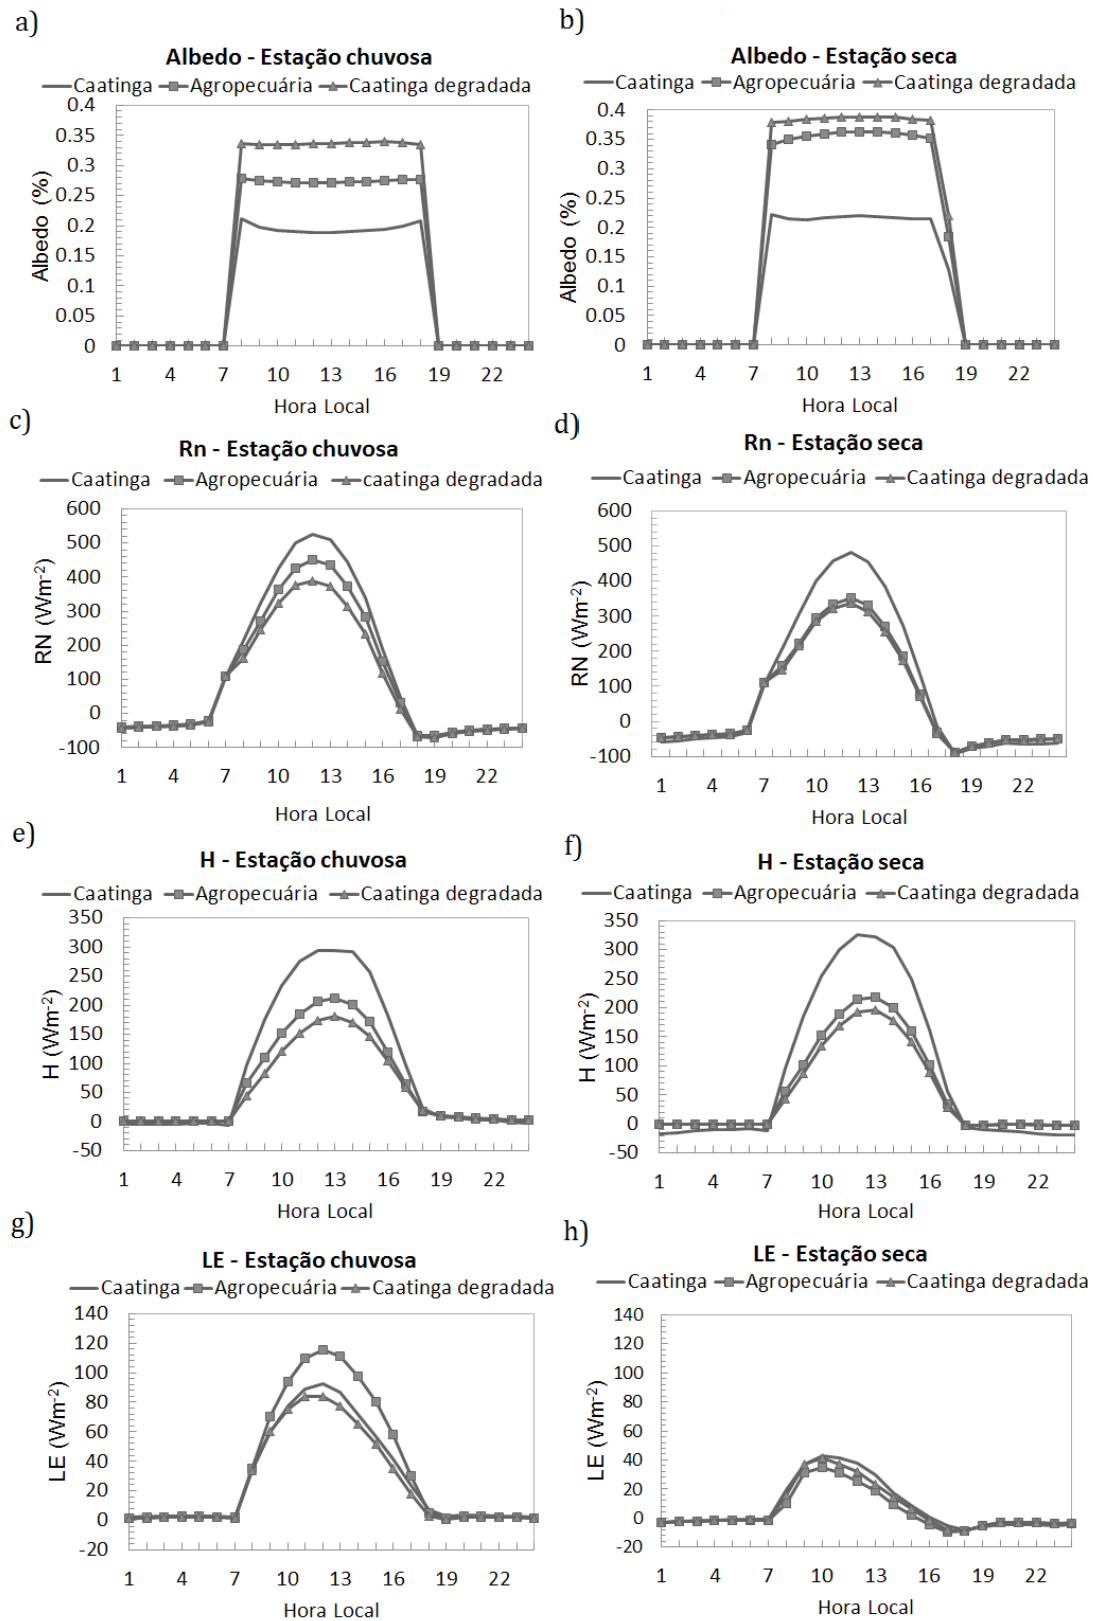 a)
Albedo - Estação chuvosa
Caatinga Agropecuária Caatinga degradada
Albedo (%)
0.4
0.35
0.3
0.25
0.2
0.15
0.1
0.05
0
1 4 7 10 13 16 19 22
Hora Local
b)
Albedo - Estação seca
Caatinga Agropecuária Caatinga degradada
Albedo (%)
0.4
0.35
0.3
0.25
0.2
0.15
0.1
0.05
0
1 4 7 10 13 16 19 22
Hora Local
c)
Rn - Estação chuvosa
Caatinga Agropecuária caatinga degradada
RN (Wm-2)
600
500
400
300
200
100
0
-100
1 4 7 10 13 16 19 22
Hora Local
d)
Rn - Estação seca
Caatinga Agropecuária Caatinga degradada
RN (Wm-2)
600
500
400
300
200
100
0
-100
1 4 7 10 13 16 19 22
Hora Local
e)
H - Estação chuvosa
Caatinga Agropecuária Caatinga degradada
H (Wm-2)
350
300
250
200
150
100
50
0
-50
1 4 7 10 13 16 19 22
Hora Local
f)
H - Estação seca
Caatinga Agropecuária Caatinga degradada
H (Wm-2)
350
300
250
200
150
100
50
0
-50
1 4 7 10 13 16 19 22
Hora Local
g)
LE - Estação chuvosa
Caatinga Agropecuária Caatinga degradada
LE (Wm-2)
140
120
100
80
60
40
20
0
-20
1 4 7 10 13 16 19 22
Hora Local
h)
LE - Estação seca
Caatinga Agropecuária Caatinga degradada
LE (Wm-2)
140
120
100
80
60
40
20
0
-20
1 4 7 10 13 16 19 22
Hora Local